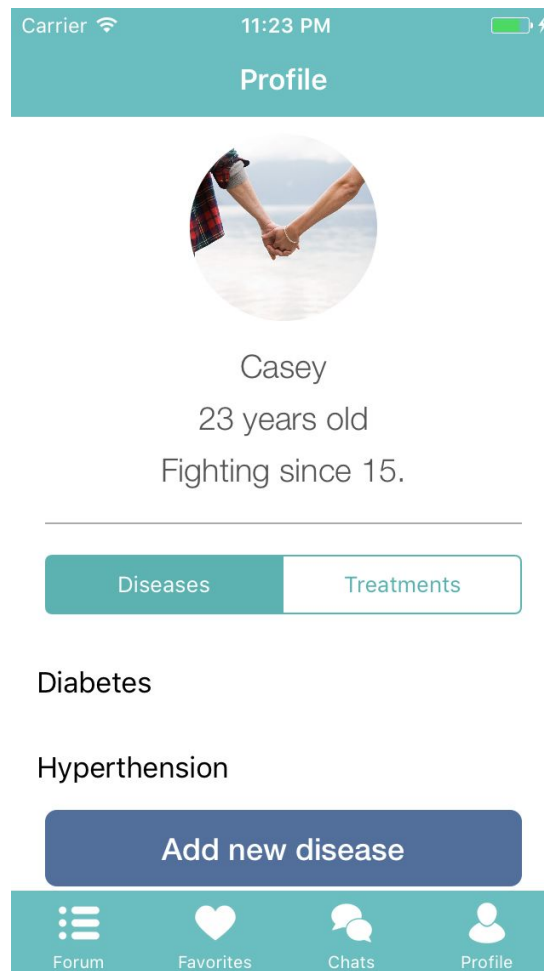 Carrier 11:23 PM
Profile
Casey
23 years old
Fighting since 15.
Diseases Treatments
Diabetes
Hyperthension
Add new disease
Forum Favorites Chats Profile